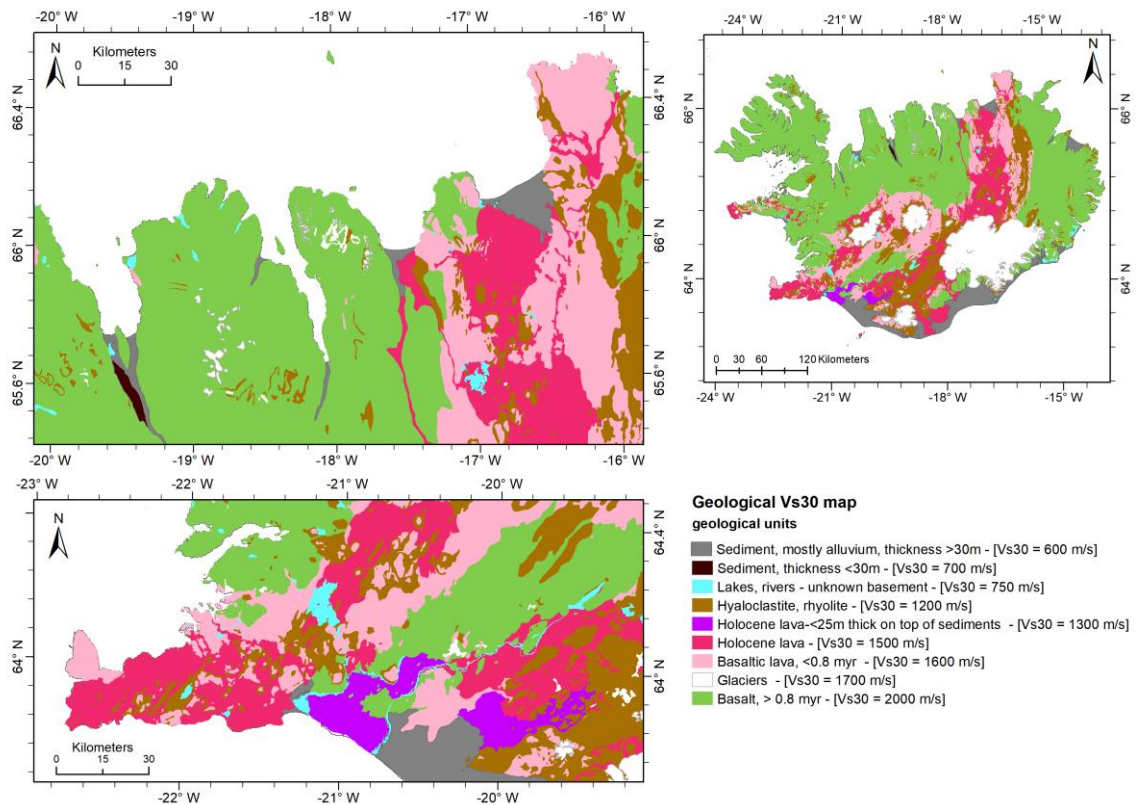 -20° W -19° W -18° W -17° W -16° W
N
Kilometers
0 15 30
66.4° N
66° N
65.6° N
66.4° N
66° N
65.6° N
-20° W -19° W -18° W -17° W -16° W
-24° W -21° W -18° W -15° W
N
66° N
64° N
66° N
64° N
0 30 60 120 Kilometers
-24° W -21° W -18° W -15° W
-23° W -22° W -21° W -20° W
N
64.4° N
64° N
64.4° N
64° N
Kilometers
0 15 30
-22° W -21° W -20° W
Geological Vs30 map
geological units
Sediment, mostly alluvium, thickness >30m - [Vs30 = 600 m/s]
Sediment, thickness <30m - [Vs30 = 700 m/s]
Lakes, rivers - unknown basement - [Vs30 = 750 m/s]
Hyaloclastite, rhyolite - [Vs30 = 1200 m/s]
Holocene lava-<25m thick on top of sediments - [Vs30 = 1300 m/s]
Holocene lava - [Vs30 = 1500 m/s]
Basaltic lava, <0.8 myr - [Vs30 = 1600 m/s]
Glaciers - [Vs30 = 1700 m/s]
Basalt, > 0.8 myr - [Vs30 = 2000 m/s]